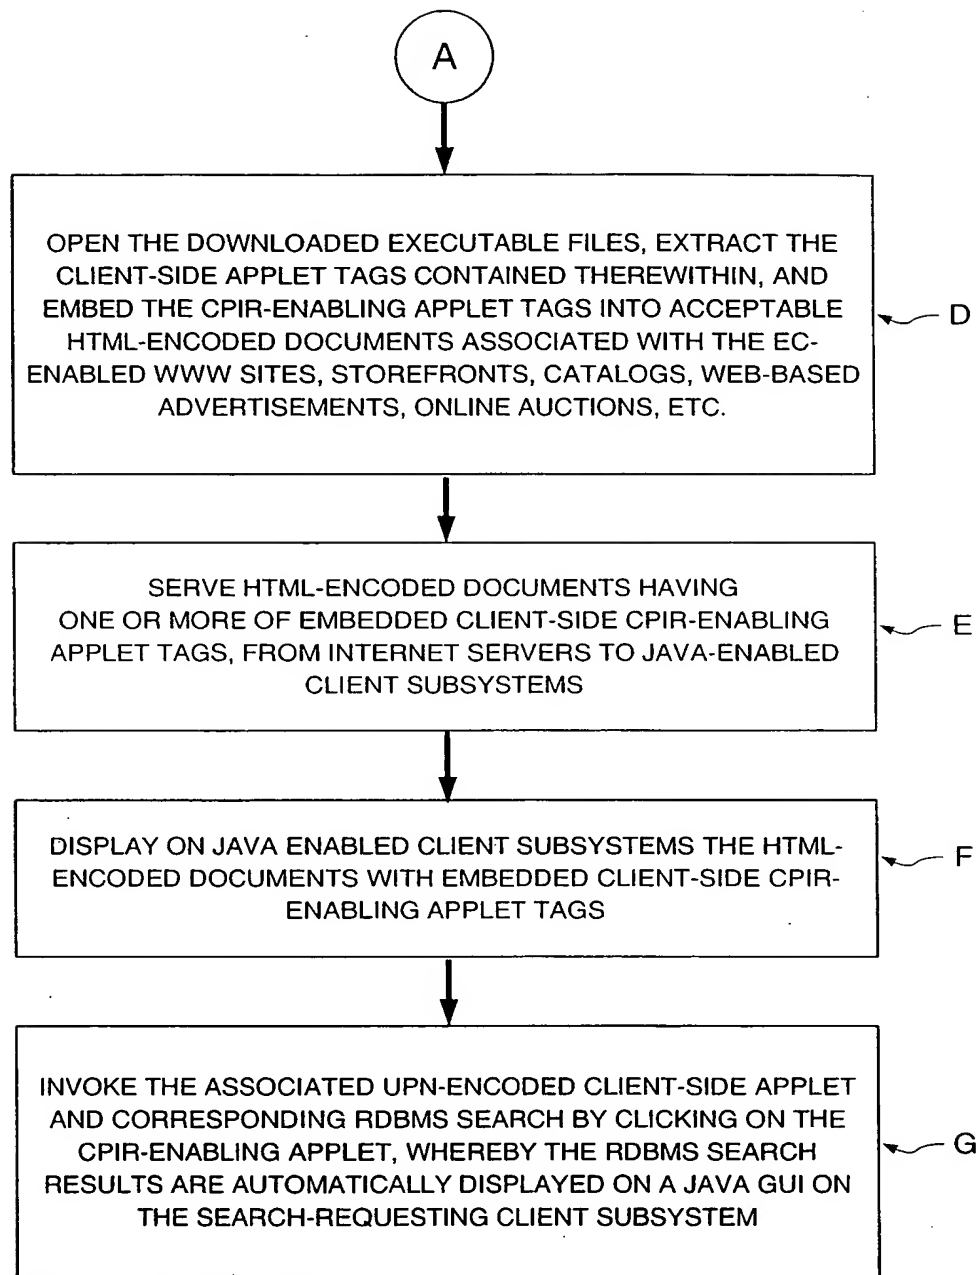 A
OPEN THE DOWNLOADED EXECUTABLE FILES, EXTRACT THE
CLIENT-SIDE APPLET TAGS CONTAINED THEREWITHIN, AND
EMBED THE CPIR-ENABLING APPLET TAGS INTO ACCEPTABLE
HTML-ENCODED DOCUMENTS ASSOCIATED WITH THE EC-
ENABLED WWW SITES, STOREFRONTS, CATALOGS, WEB-BASED
ADVERTISEMENTS, ONLINE AUCTIONS, ETC.
D
SERVE HTML-ENCODED DOCUMENTS HAVING
ONE OR MORE OF EMBEDDED CLIENT-SIDE CPIR-ENABLING
APPLET TAGS, FROM INTERNET SERVERS TO JAVA-ENABLED
CLIENT SUBSYSTEMS
E
DISPLAY ON JAVA ENABLED CLIENT SUBSYSTEMS THE HTML-
ENCODED DOCUMENTS WITH EMBEDDED CLIENT-SIDE CPIR-
ENABLING APPLET TAGS
F
INVOKE THE ASSOCIATED UPN-ENCODED CLIENT-SIDE APPLET
AND CORRESPONDING RDBMS SEARCH BY CLICKING ON THE
CPIR-ENABLING APPLET, WHEREBY THE RDBMS SEARCH
RESULTS ARE AUTOMATICALLY DISPLAYED ON A JAVA GUI ON
THE SEARCH-REQUESTING CLIENT SUBSYSTEM
G